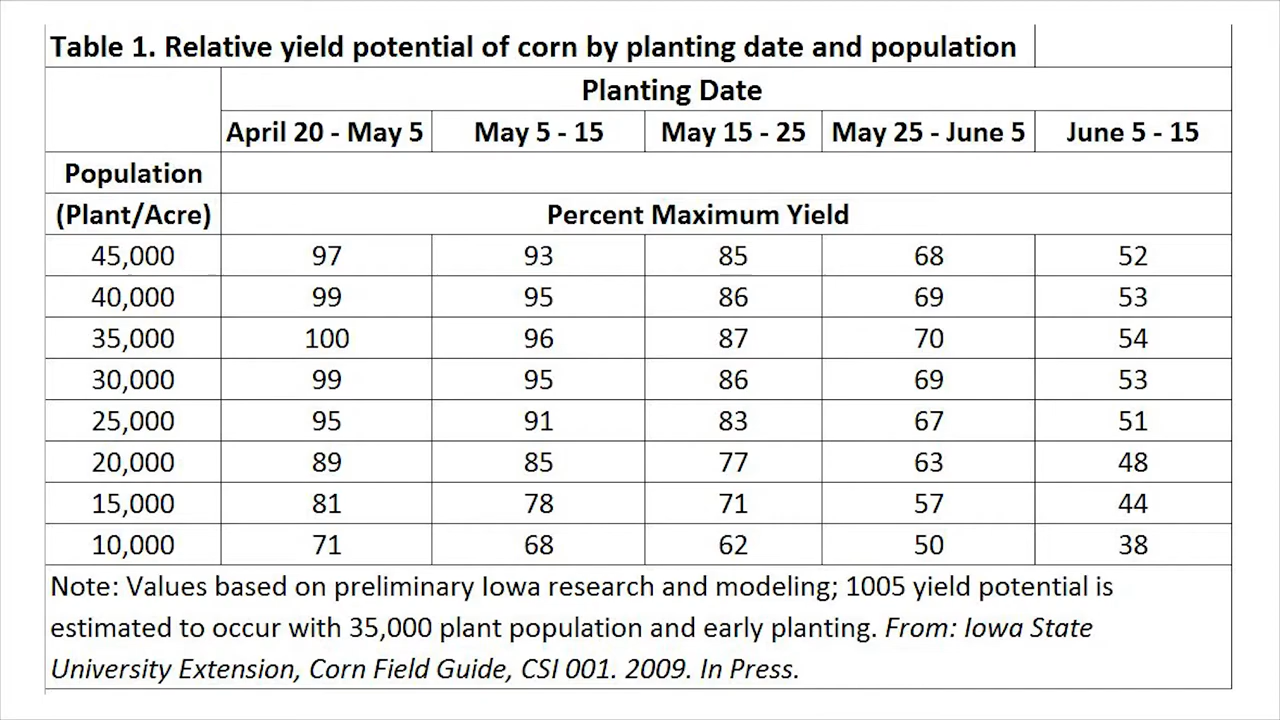 Table 1. Relative yield potential of corn by planting date and population
Planting Date
April 20 - May 5 May 5 - 15 May 15 - 25 May 25 - June 5 June 5 - 15
Population
(Plant/Acre) Percent Maximum Yield
45,000 97 93 85 68 52
40,000 99 95 86 69 53
35,000 100 96 87 70 54
30,000 99 95 86 69 53
25,000 95 91 83 67 51
20,000 89 85 77 63 48
15,000 81 78 71 57 44
10,000 71 68 62 50 38
Note: Values based on preliminary Iowa research and modeling; 1005 yield potential is
estimated to occur with 35,000 plant population and early planting. From: Iowa State
University Extension, Corn Field Guide, CSI 001. 2009. In Press.